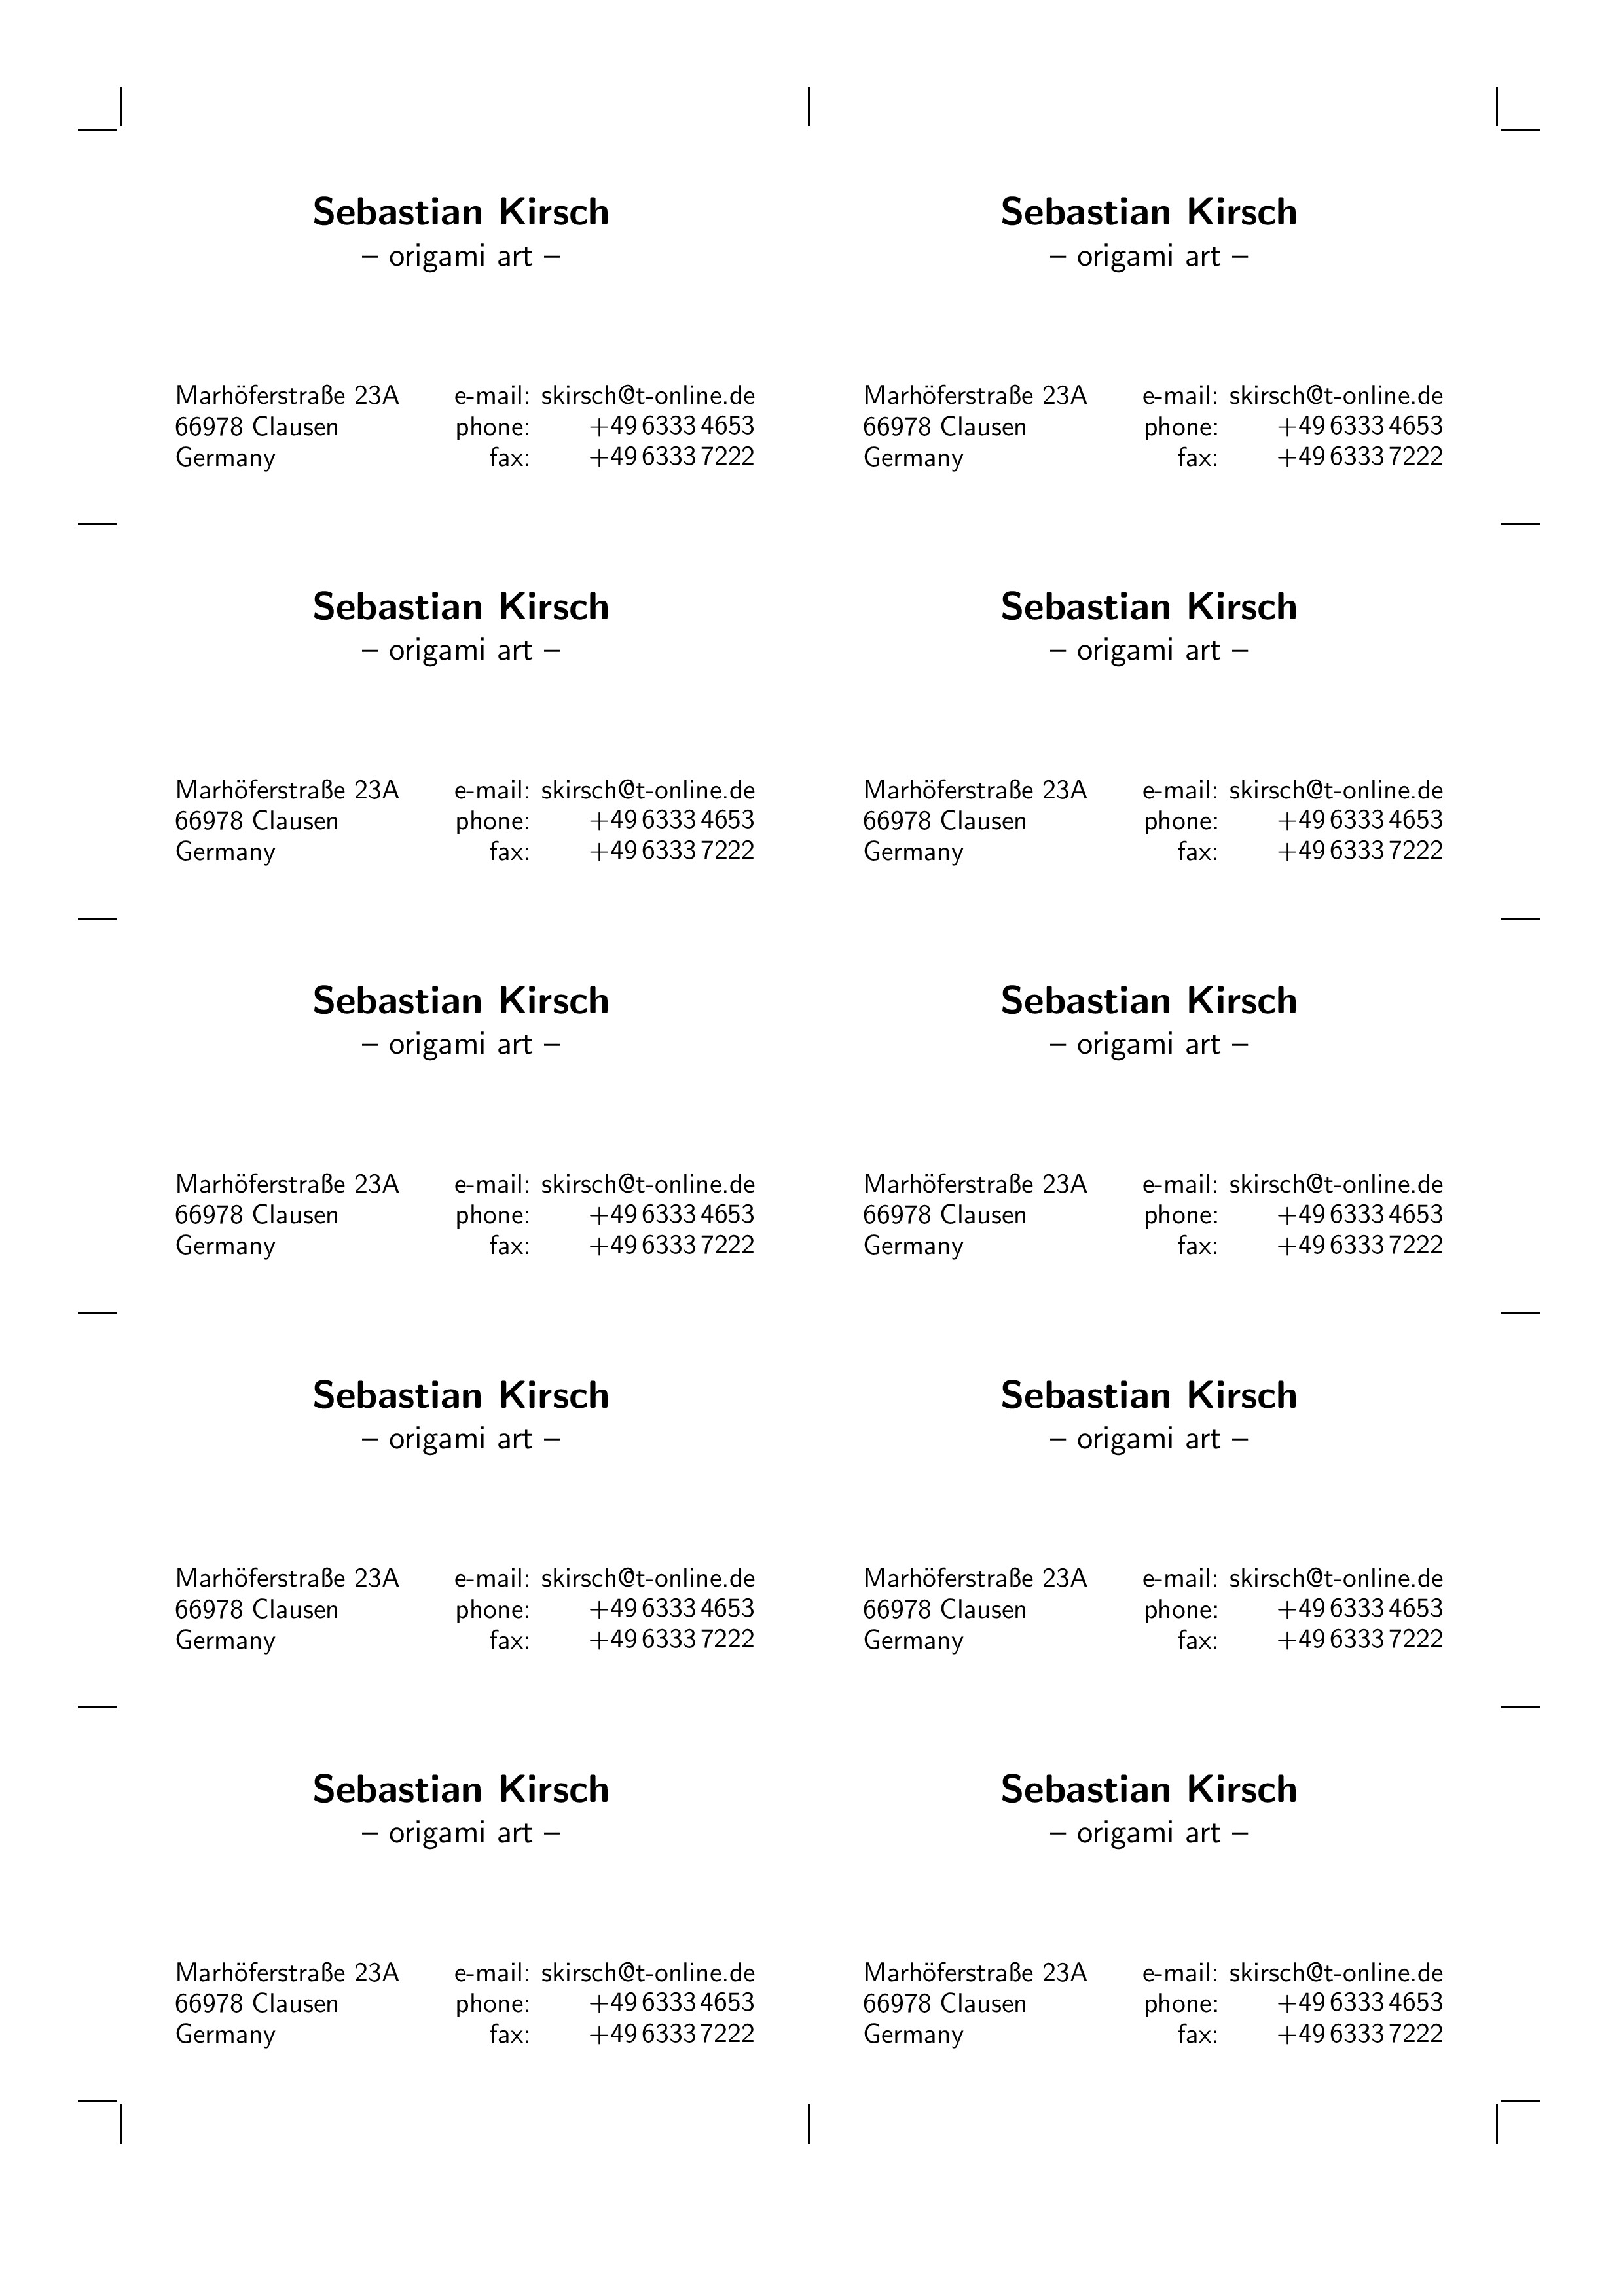 Sebastian Kirsch
– origami art –
Marhöferstraße 23A e-mail: skirsch@t-online.de
66978 Clausen phone: +49 6333 4653
Germany fax: +49 6333 7222
Sebastian Kirsch
– origami art –
Marhöferstraße 23A e-mail: skirsch@t-online.de
66978 Clausen phone: +49 6333 4653
Germany fax: +49 6333 7222
Sebastian Kirsch
– origami art –
Marhöferstraße 23A e-mail: skirsch@t-online.de
66978 Clausen phone: +49 6333 4653
Germany fax: +49 6333 7222
Sebastian Kirsch
– origami art –
Marhöferstraße 23A e-mail: skirsch@t-online.de
66978 Clausen phone: +49 6333 4653
Germany fax: +49 6333 7222
Sebastian Kirsch
– origami art –
Marhöferstraße 23A e-mail: skirsch@t-online.de
66978 Clausen phone: +49 6333 4653
Germany fax: +49 6333 7222
Sebastian Kirsch
– origami art –
Marhöferstraße 23A e-mail: skirsch@t-online.de
66978 Clausen phone: +49 6333 4653
Germany fax: +49 6333 7222
Sebastian Kirsch
– origami art –
Marhöferstraße 23A e-mail: skirsch@t-online.de
66978 Clausen phone: +49 6333 4653
Germany fax: +49 6333 7222
Sebastian Kirsch
– origami art –
Marhöferstraße 23A e-mail: skirsch@t-online.de
66978 Clausen phone: +49 6333 4653
Germany fax: +49 6333 7222
Sebastian Kirsch
– origami art –
Marhöferstraße 23A e-mail: skirsch@t-online.de
66978 Clausen phone: +49 6333 4653
Germany fax: +49 6333 7222
Sebastian Kirsch
– origami art –
Marhöferstraße 23A e-mail: skirsch@t-online.de
66978 Clausen phone: +49 6333 4653
Germany fax: +49 6333 7222